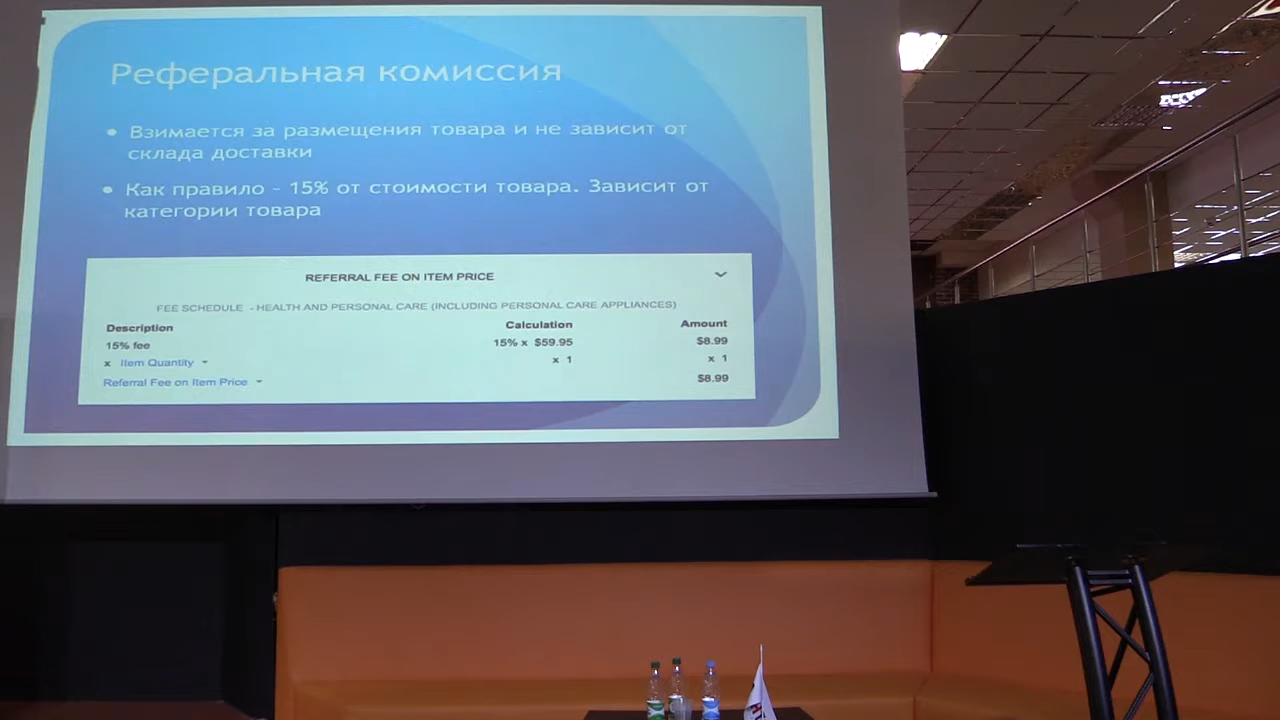 Реферальная комиссия
• Взимается за размещения товара и не зависит от
склада доставки
• Как правило - 15% от стоимости товара. Зависит от
категории товара
REFERRAL FEE ON ITEM PRICE
FEE SCHEDULE - HEALTH AND PERSONAL CARE (INCLUDING PERSONAL CARE APPLIANCES)
Description Calculation Amount
15% fee 15% x $59.95 $8.99
x Item Quantity x 1 x 1
Referral Fee on Item Price $8.99